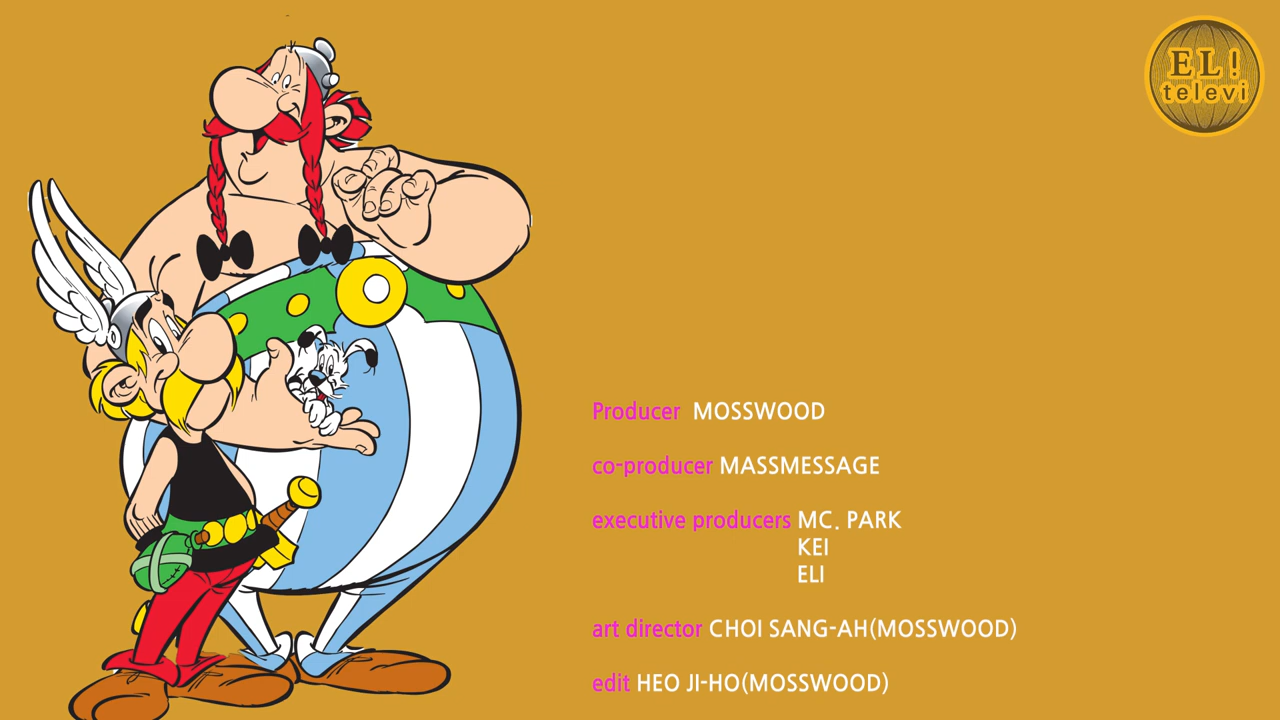 EL!
televi
Producer MOSSWOOD
co-producer MASSMESSAGE
executive producers MC. PARK
KEI
ELI
art director CHOI SANG-AH(MOSSWOOD)
edit HEO JI-HO(MOSSWOOD)